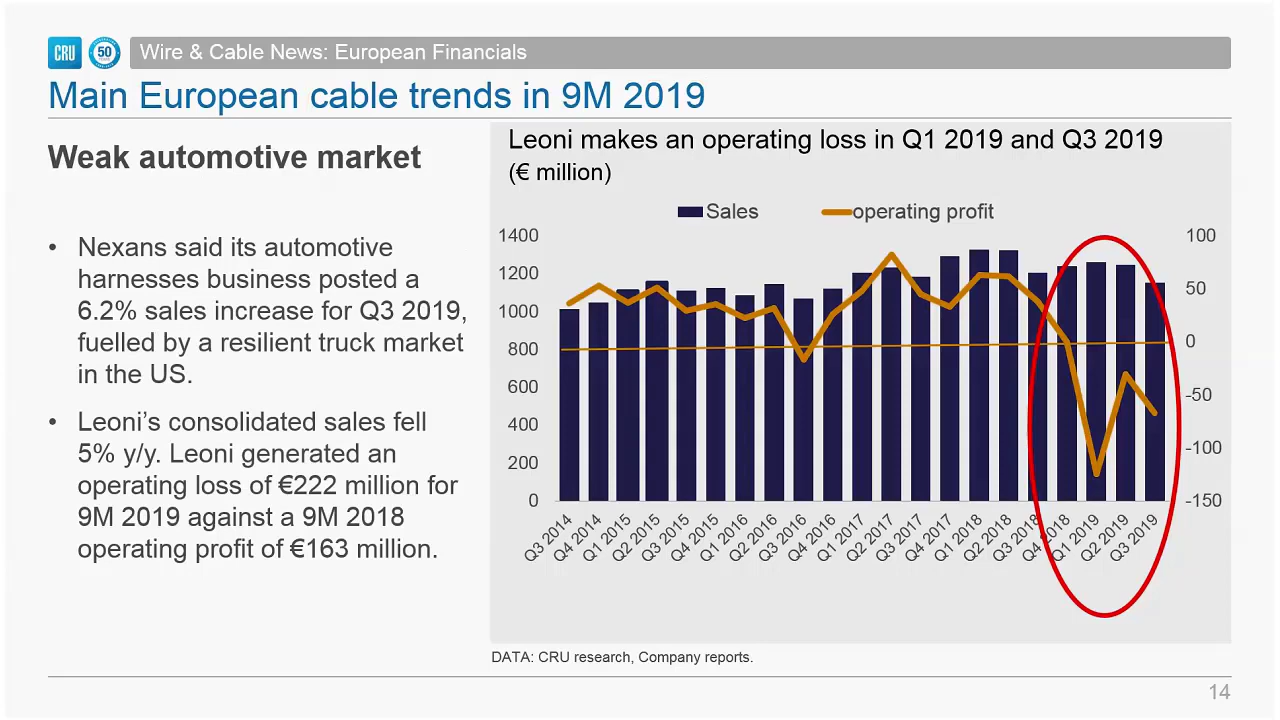 CRU
50
YEARS
Wire & Cable News: European Financials
Main European cable trends in 9M 2019
Weak automotive market
• Nexans said its automotive
harnesses business posted a
6.2% sales increase for Q3 2019,
fuelled by a resilient truck market
in the US.
• Leoni’s consolidated sales fell
5% y/y. Leoni generated an
operating loss of €222 million for
9M 2019 against a 9M 2018
operating profit of €163 million.
Leoni makes an operating loss in Q1 2019 and Q3 2019
(€ million)
Sales
operating profit
1400
1200
1000
800
600
400
200
0
100
50
0
-50
-100
-150
Q3 2014
Q4 2014
Q1 2015
Q2 2015
Q3 2015
Q4 2015
Q1 2016
Q2 2016
Q3 2016
Q4 2016
Q1 2017
Q2 2017
Q3 2017
Q4 2017
Q1 2018
Q2 2018
Q3 2018
Q4 2018
Q1 2019
Q2 2019
Q3 2019
DATA: CRU research, Company reports.
14